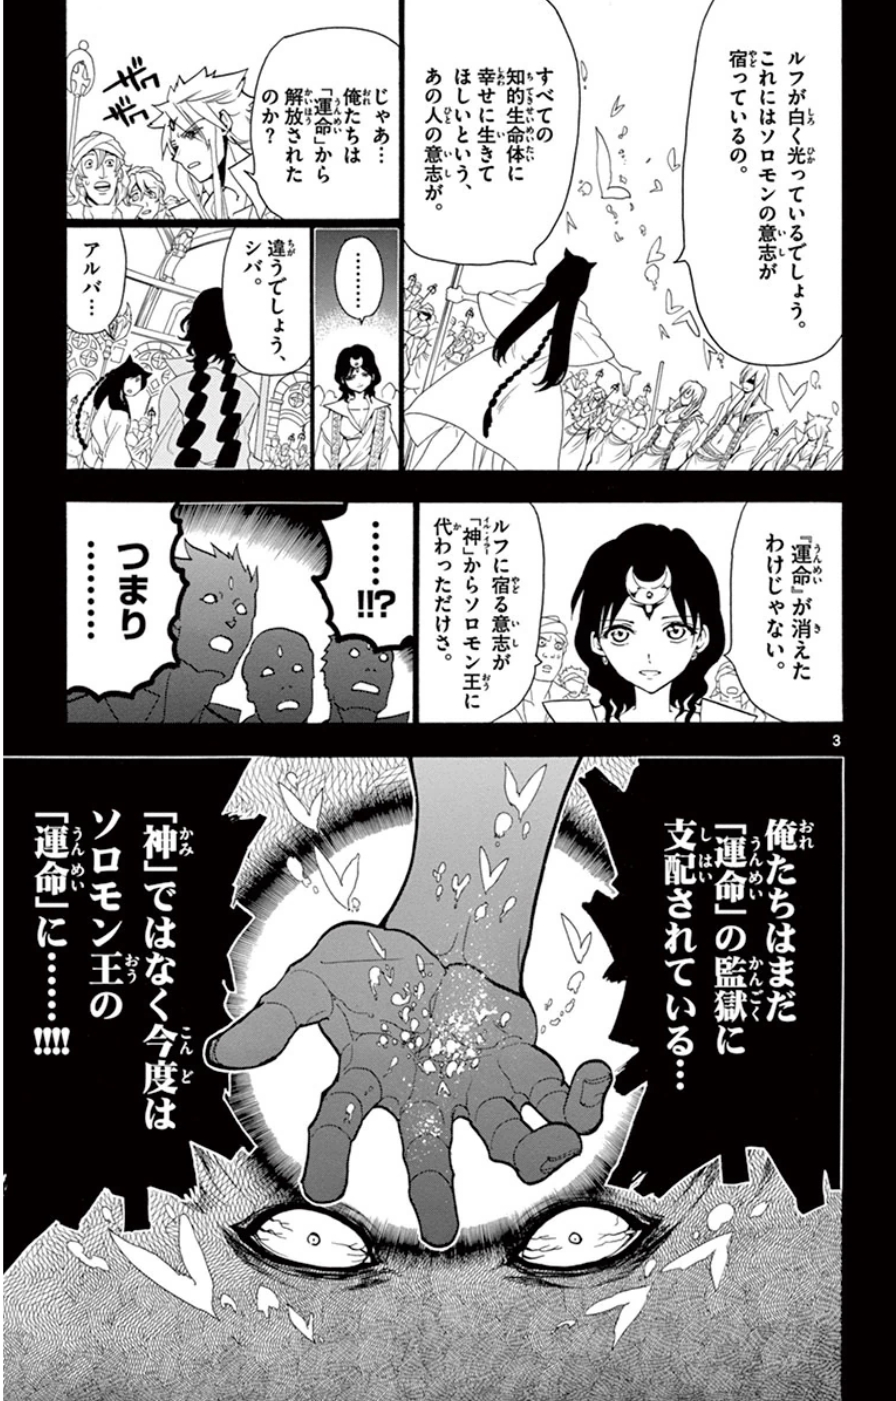 ルフが白く光っているでしょう。
これにはソロモンの意志が
宿っているの。
すべての
知的生命体に
幸せに生きて
ほしいという、
あの人の意志が。
じゃあ…
俺たちは
「運命」から
解放された
のか?
ザワ
ザワ
………
違うでしょう、
シバ。
アルバ…
『運命』が消えた
わけじゃない。
ルフに宿る意志が
「神」からソロモン王に
代わっただけさ。
……!!?
つまり
………
3
俺たちはまだ
「運命」の監獄に
支配されている…
「神」ではなく今度は
ソロモン王の
「運命」に……!!!!